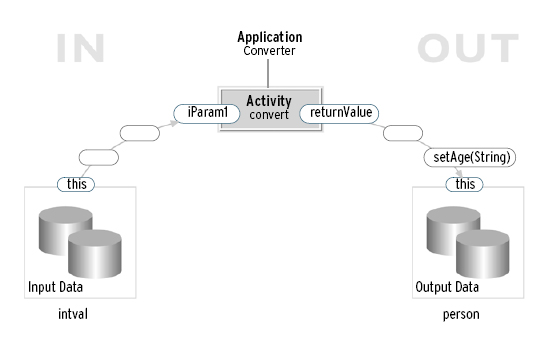 IN
OUT
Application
Converter
iParam1
Activity
convert
returnValue
setAge(String)
this
this
Input Data
Output Data
intval
person